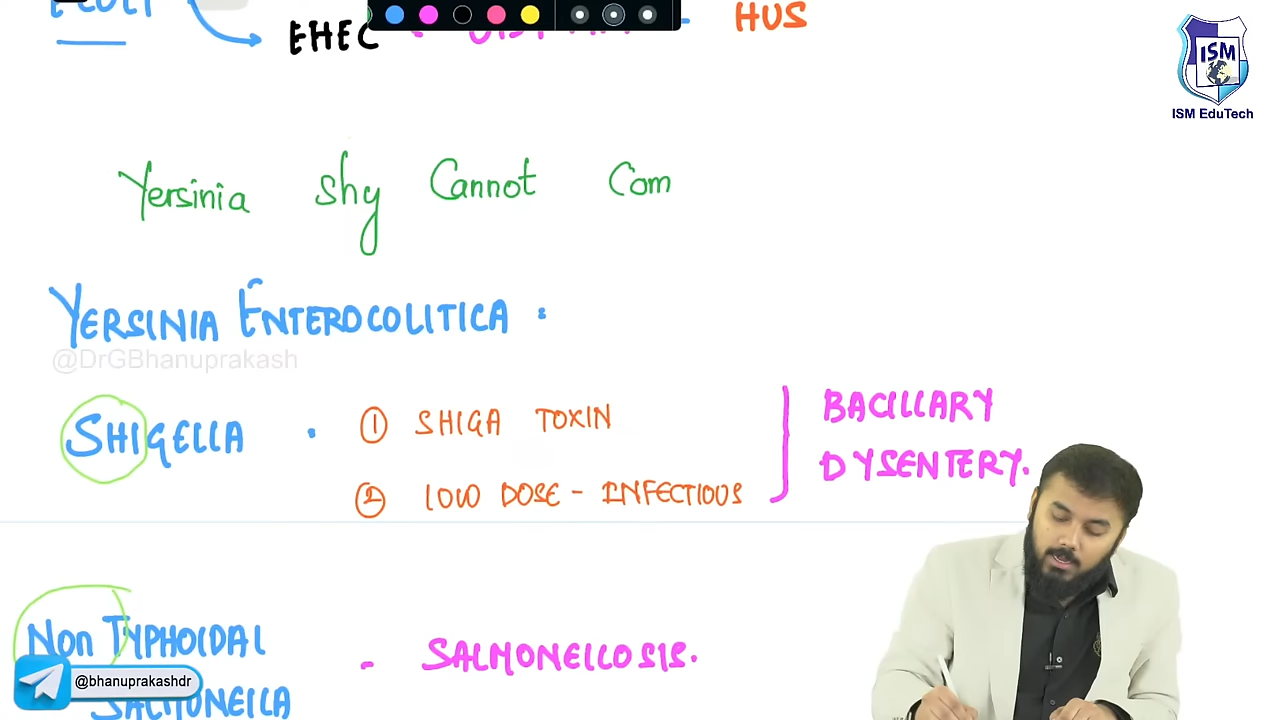 HUS
EHEC
ISM
ISM EduTech
Yersinia Shy Cannot Com
YERSINIA ENTEROCOLITICA :
@DrGBhanuprakash
SHIGELLA . ① SHIGA TOXIN
② LOW DOSE - INFECTIOUS
BACILLARY
DYSENTERY.
Non TYPHOIDAL
SALMONELLA
- SALMONELLOSIS.
@bhanuprakashdr